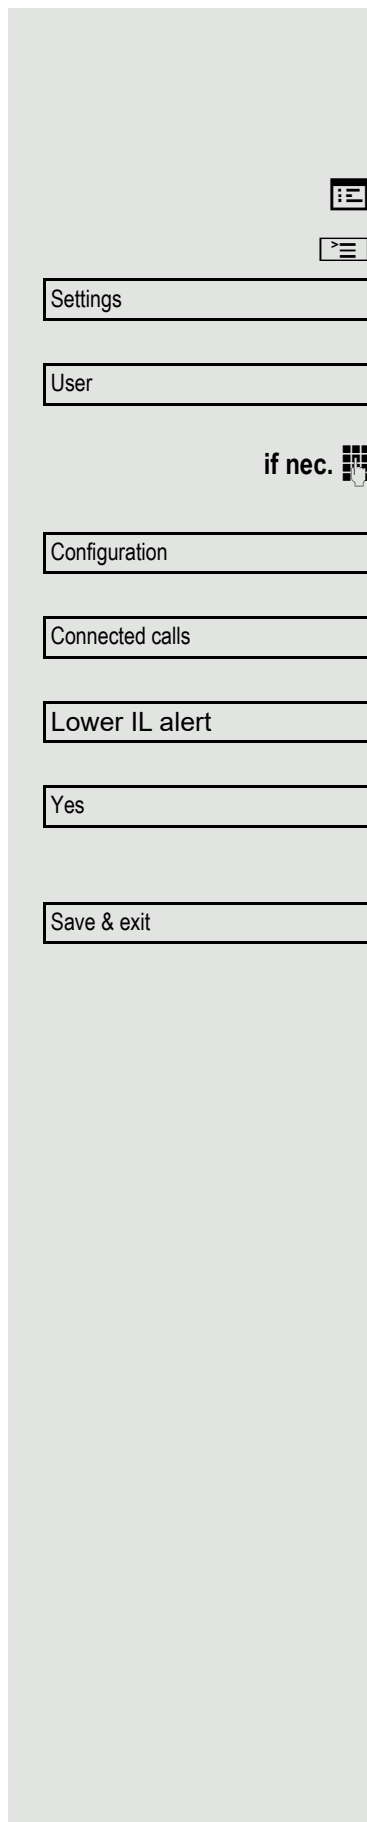 Settings
User
if nec.
Configuration
Connected calls
Lower IL alert
Yes
Save & exit